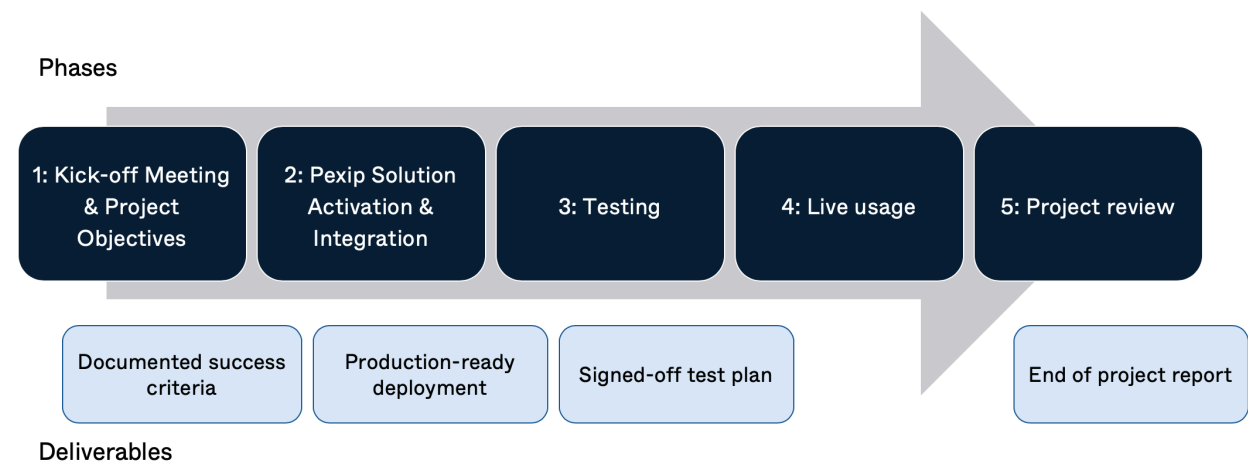 Phases
1: Kick-off Meeting
& Project
Objectives
2: Pexip Solution
Activation &
Integration
3: Testing
4: Live usage
5: Project review
Documented success
criteria
Production-ready
deployment
Signed-off test plan
End of project report
Deliverables